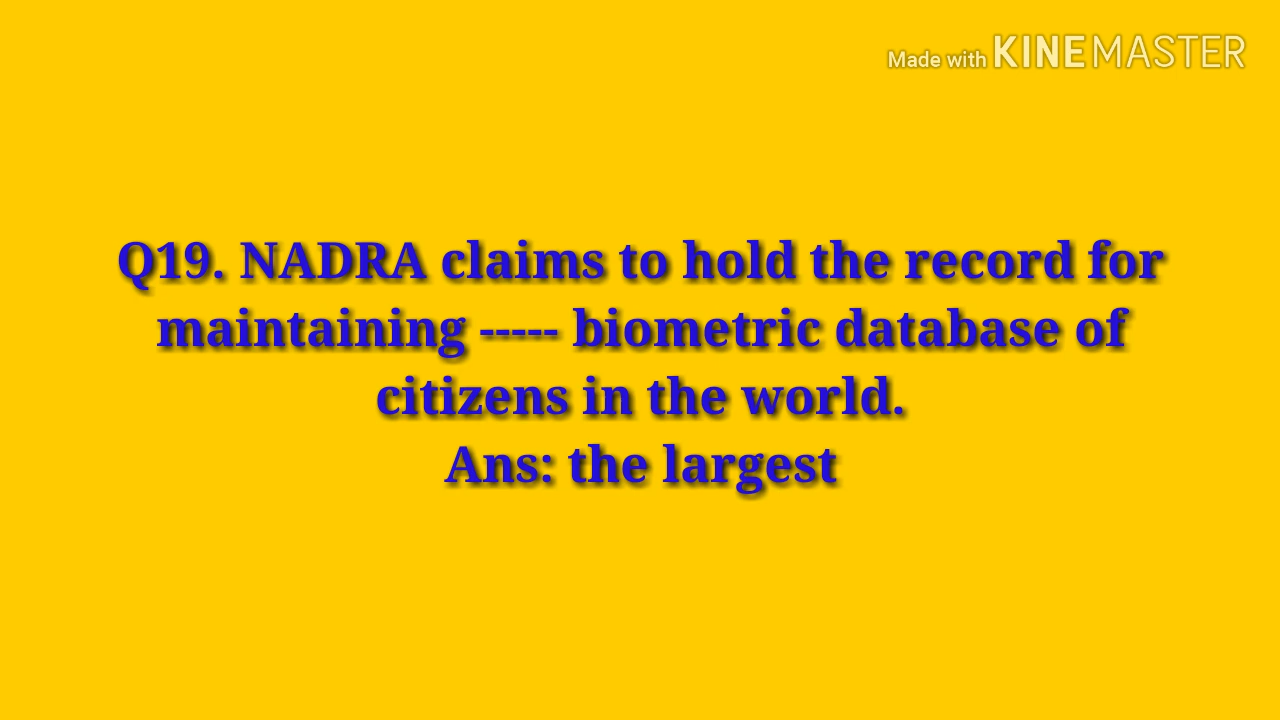 Made with KINEMASTER
Q19. NADRA claims to hold the record for
maintaining ----- biometric database of
citizens in the world.
Ans: the largest